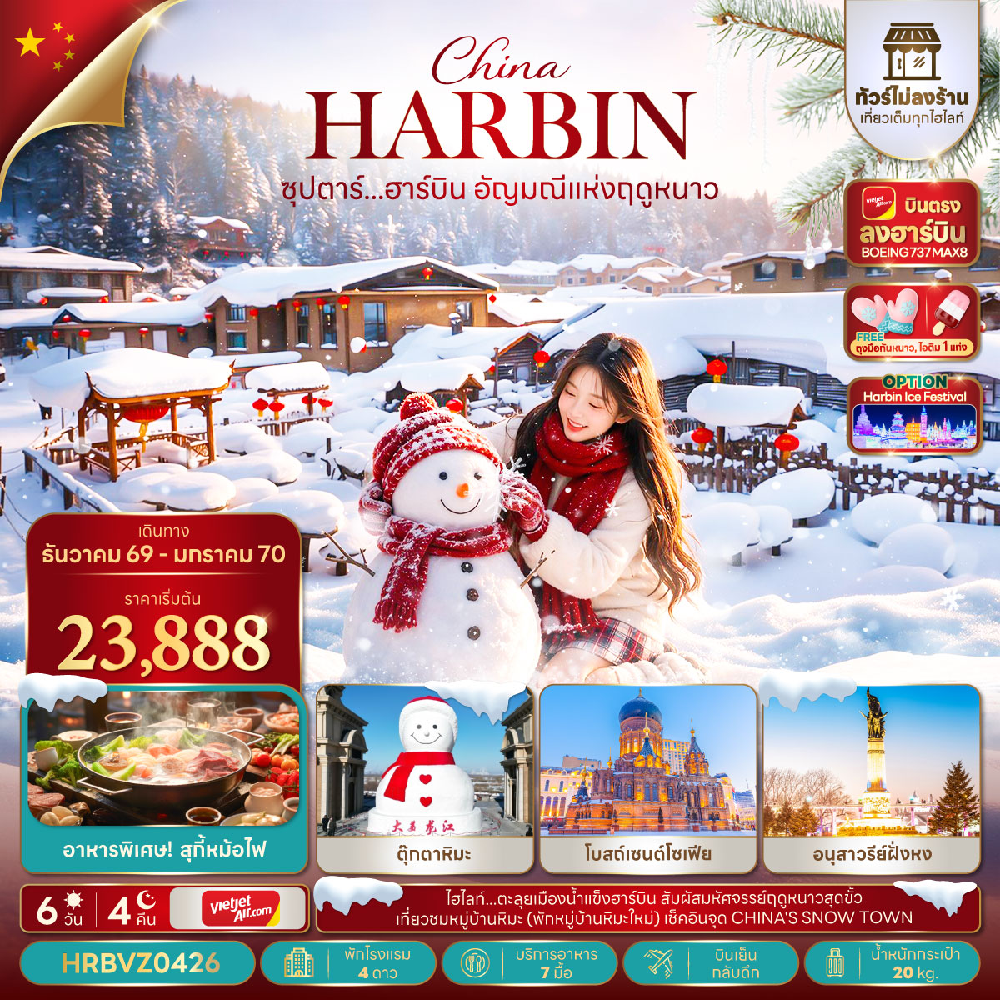 China
HARBIN
ซุปตาร์...ฮาร์บิน อัญมณีแห่งฤดูหนาว
ทัวร์ไม่ลงร้าน
เที่ยวเต็มทุกไฮไลท์
vietjet Air.com
บินตรง
ลงฮาร์บิน
BOEING 737 MAX8
FREE
ถุงมือกันหนาว, ไอติม 1 แท่ง
OPTION
Harbin Ice Festival
เดินทาง
ธันวาคม 69 - มกราคม 70
ราคาเริ่มต้น
23,888
อาหารพิเศษ! สุกี้หม้อไฟ
大美龙江
ตุ๊กตาหิมะ
โบสถ์เซนต์โซเฟีย
อนุสาวรีย์ฝั่งหง
6 วัน 4 คืน
vietjet Air.com
ไฮไลท์...ตะลุยเมืองน้ำแข็งฮาร์บิน สัมผัสมหัศจรรย์ฤดูหนาวสุดขั้ว
เที่ยวชมหมู่บ้านหิมะ (พักหมู่บ้านหิมะใหม่) เช็คอินจุด CHINA'S SNOW TOWN
HRBVZ0426
พักโรงแรม
4 ดาว
บริการอาหาร
7 มื้อ
บินเย็น
กลับดึก
น้ำหนักกระเป๋า
20 kg.